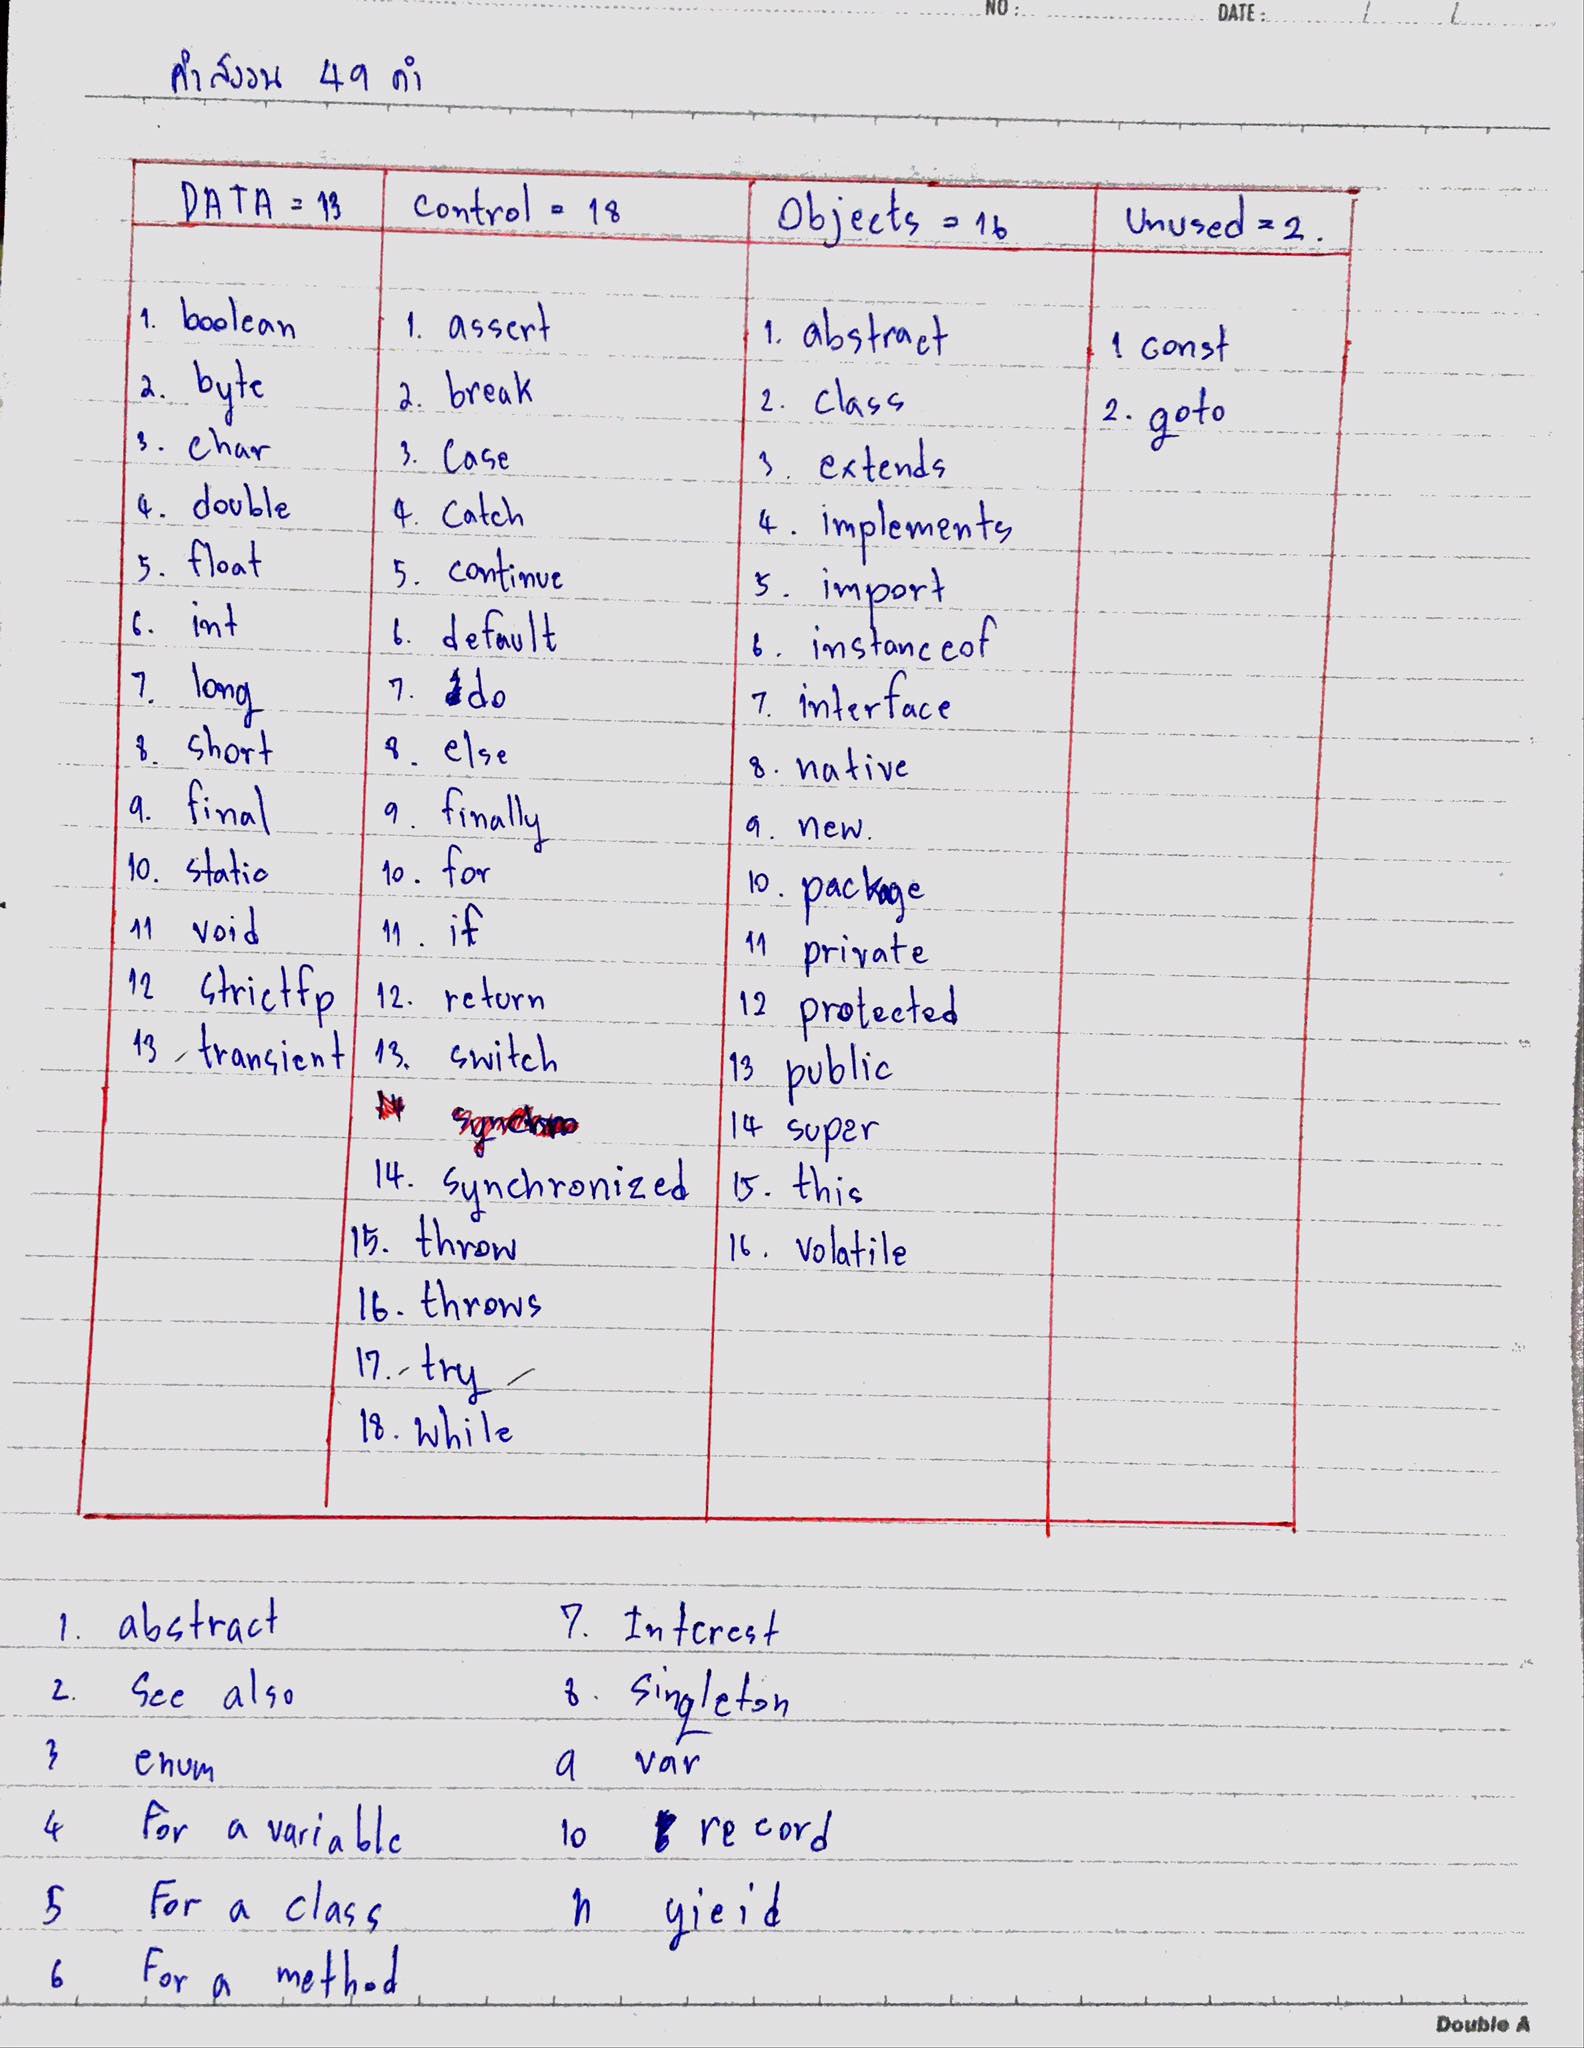 NO : DATE : / /
คำสงวน 49 คำ
DATA = 13 Control = 18 Objects = 16 Unused = 2.
1. boolean 1. assert 1. abstract 1 const
2. byte 2. break 2. class 2. goto
3. char 3. Case 3. extends
4. double 4. Catch 4. implements
5. float 5. continue 5. import
6. int 6. default 6. instanceof
7. long 7. do 7. interface
8. short 8. else 8. native
9. final 9. finally 9. new.
10. static 10. for 10. package
11 void 11. if 11 private
12 strictfp 12. return 12 protected
13 transient 13. switch 13 public
14. synchronized 14 super
15. throw 15. this
16. throws 16. volatile
17. try
18. while
1. abstract 7. Interest
2. See also 8. Singleton
3 enum 9 var
4 For a variable 10 record
5 For a class 11 yieid
6 For a method
Double A